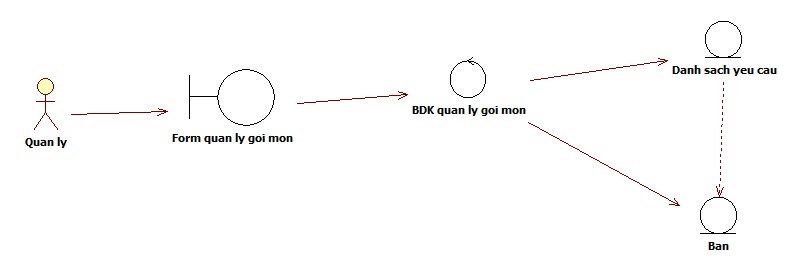 Quan ly
Form quan ly goi mon
BDK quan ly goi mon
Danh sach yeu cau
Ban